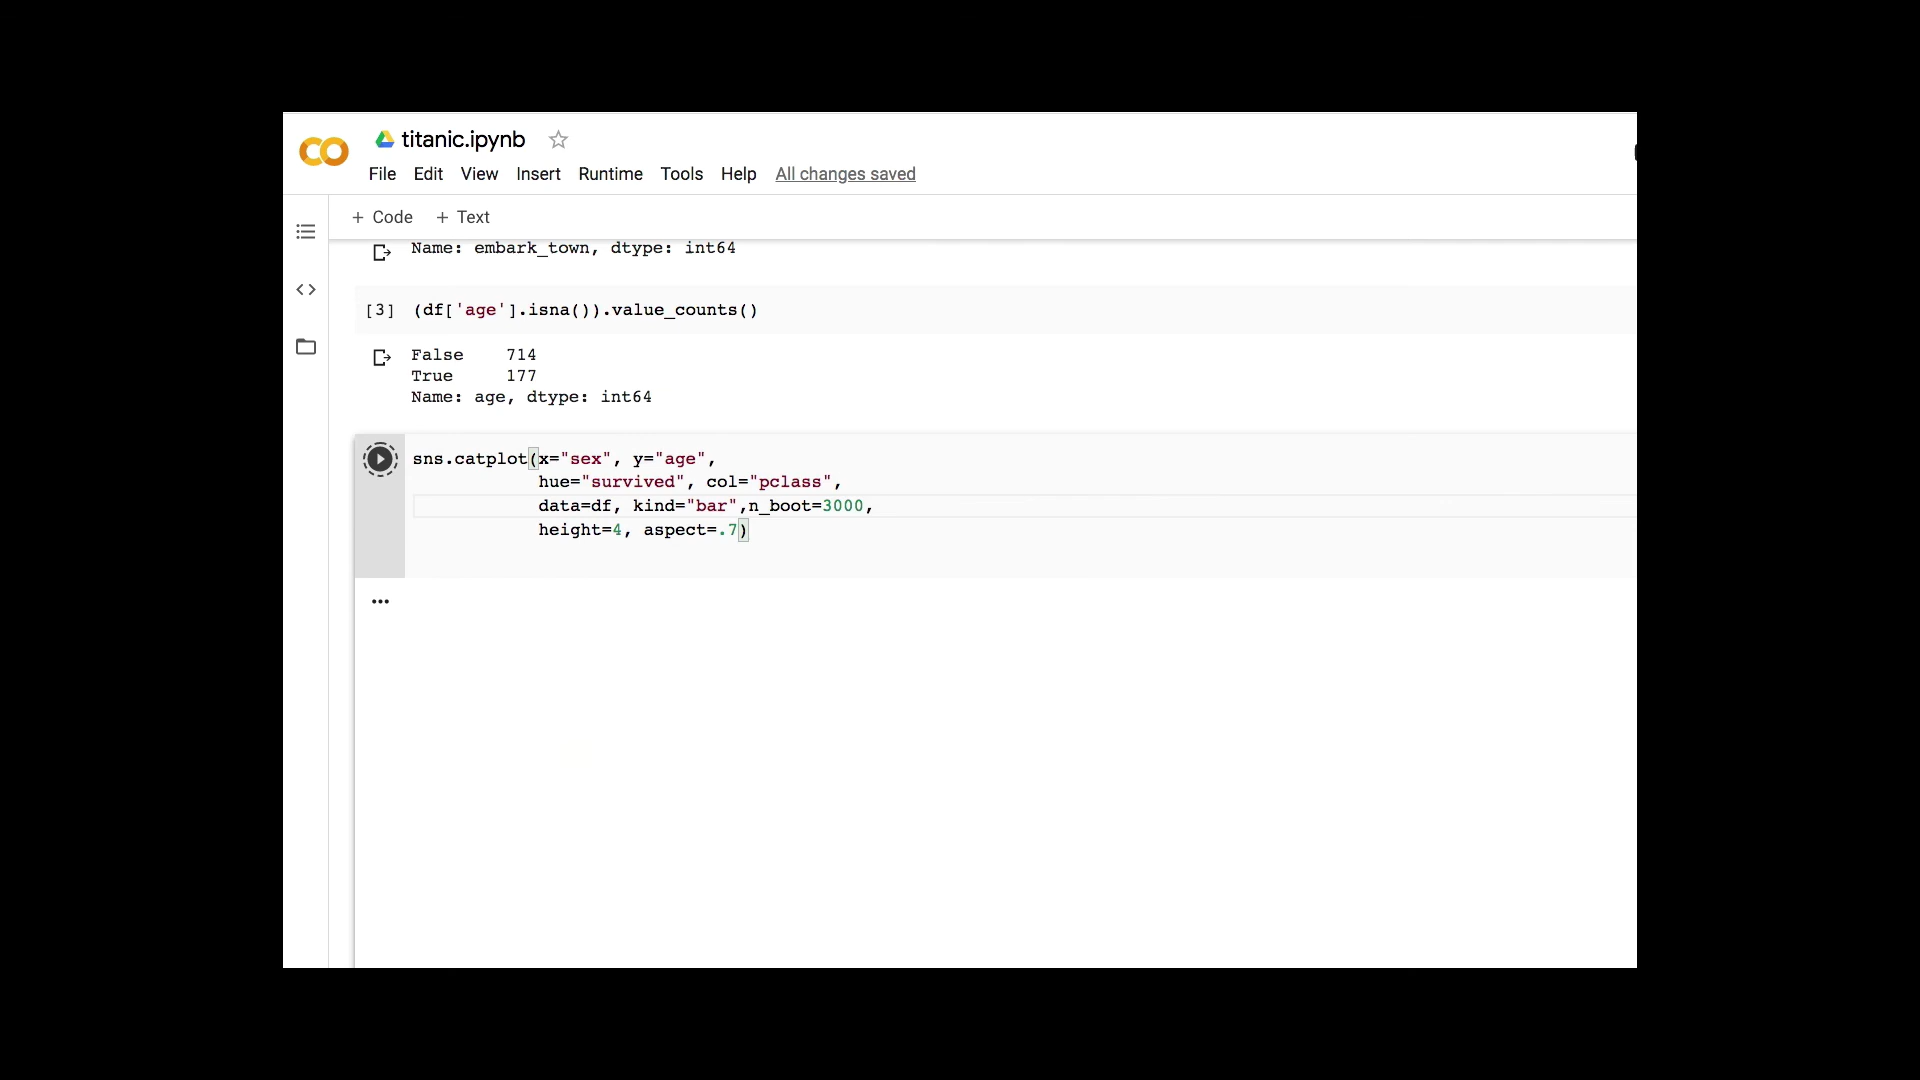 titanic.ipynb
File Edit View Insert Runtime Tools Help All changes saved
+ Code + Text
Name: embark_town, dtype: int64
[3] (df['age'].isna()).value_counts()
False 714
True 177
Name: age, dtype: int64
sns.catplot(x="sex", y="age",
hue="survived", col="pclass",
data=df, kind="bar",n_boot=3000,
height=4, aspect=.7)